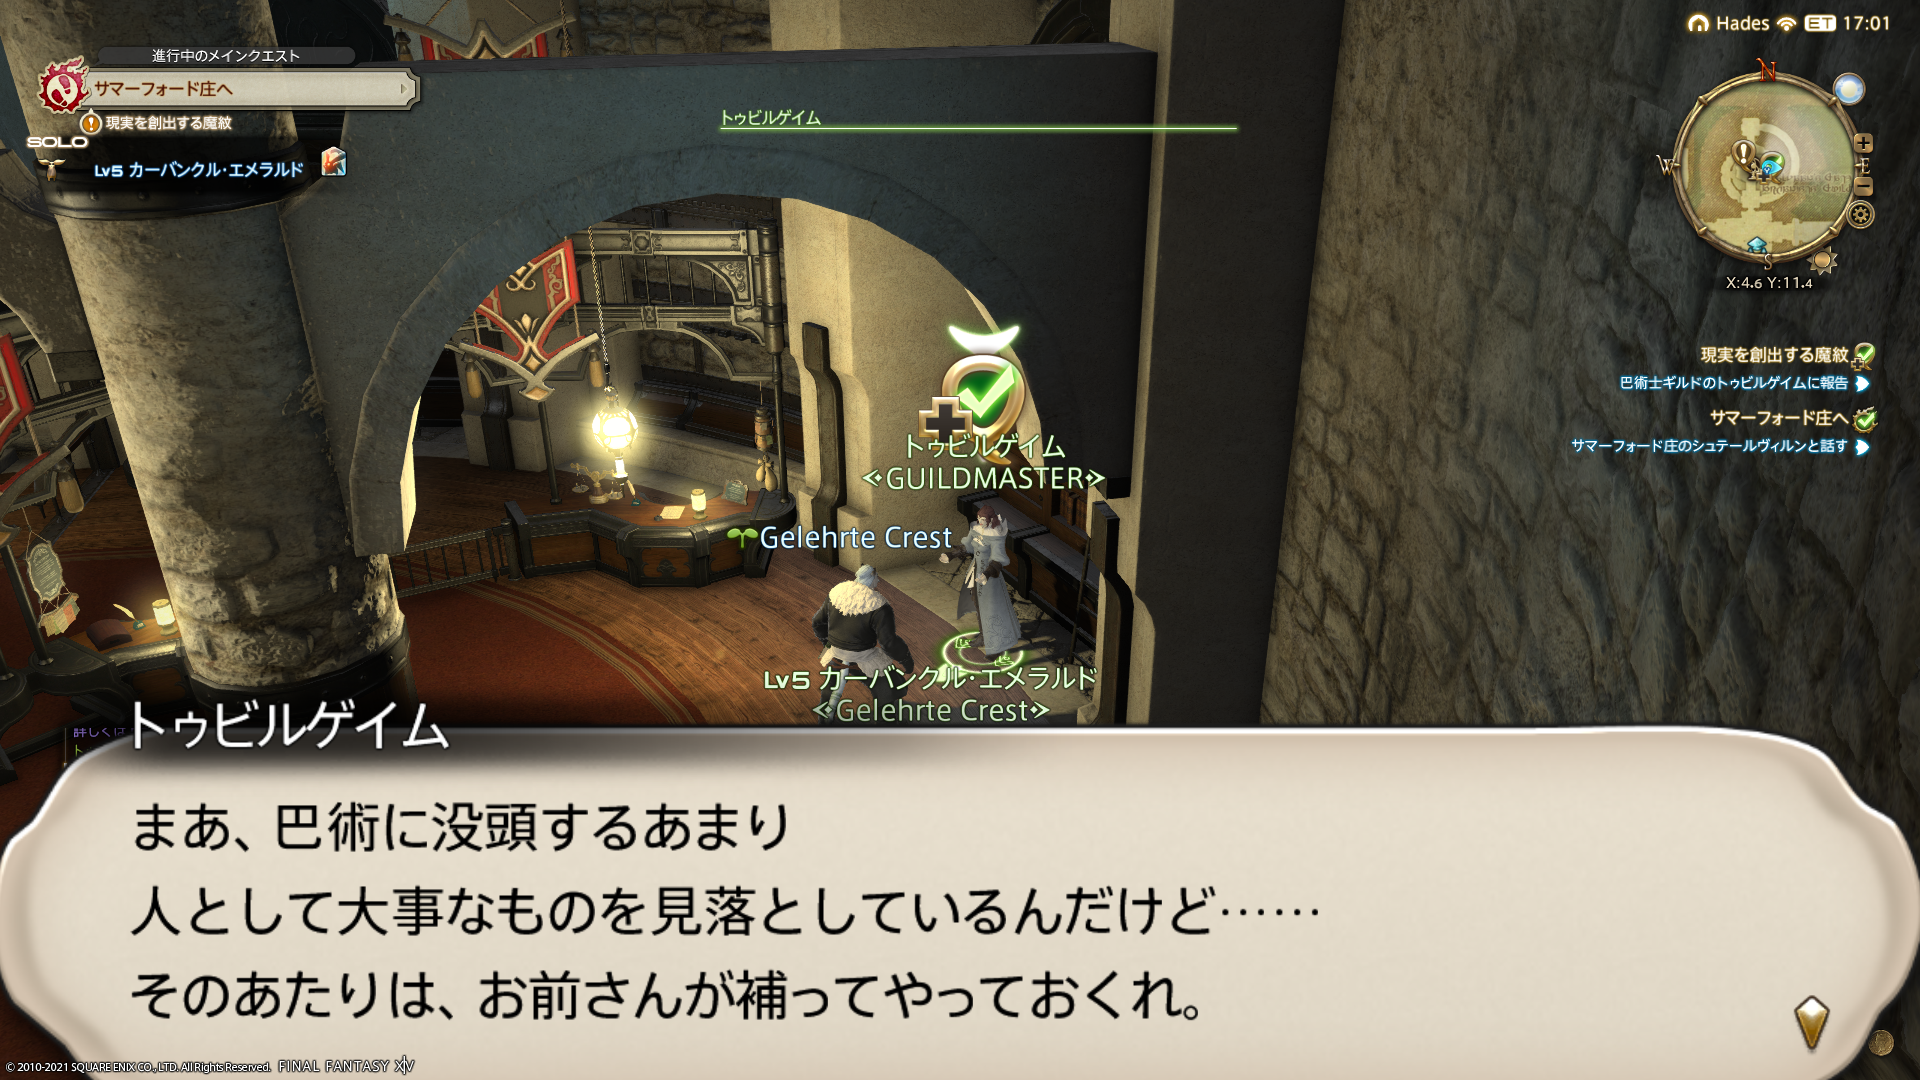 進行中のメインクエスト
サマーフォード庄へ
現実を創出する魔紋
SOLO
Lv5 カーバンクル・エメラルド
トゥビルゲイム
Hades ET 17:01
N
W
E
S
X:4.6 Y:11.4
現実を創出する魔紋
巴術士ギルドのトゥビルゲイムに報告
サマーフォード庄へ
サマーフォード庄のシュテールヴィルンと話す
トゥビルゲイム
<GUILDMASTER>
Gelehrte Crest
Lv5 カーバンクル・エメラルド
<Gelehrte Crest>
詳しくは
トゥビルゲイム
まあ、巴術に没頭するあまり
人として大事なものを見落としているんだけど……
そのあたりは、お前さんが補ってやっておくれ。
© 2010-2021 SQUARE ENIX CO., LTD. All Rights Reserved. FINAL FANTASY XIV